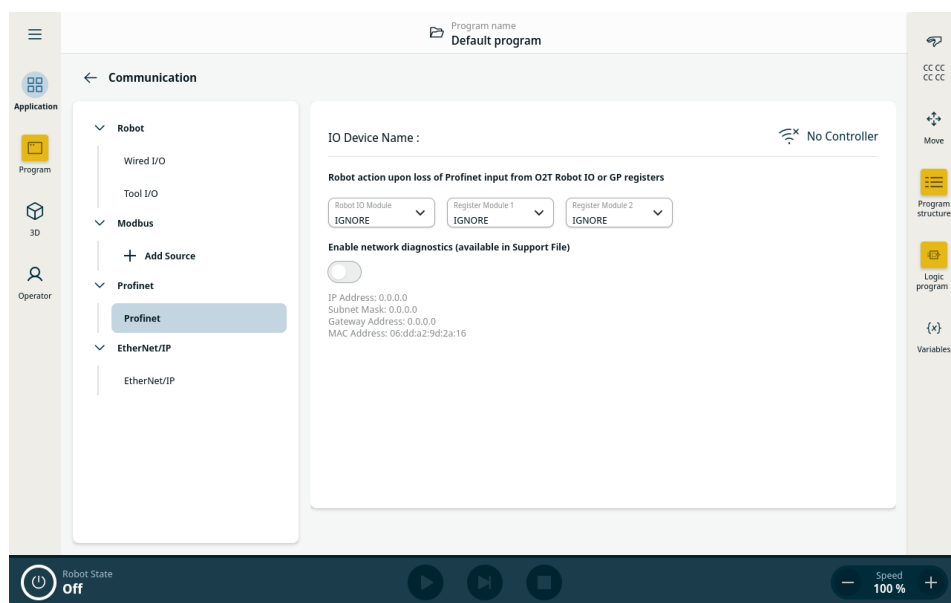 Program name
Default program
Application
Program
3D
Operator
Communication
Robot
Wired I/O
Tool I/O
Modbus
Add Source
Profinet
Profinet
EtherNet/IP
EtherNet/IP
IO Device Name :
No Controller
Robot action upon loss of Profinet input from O2T Robot IO or GP registers
Robot IO Module
IGNORE
Register Module 1
IGNORE
Register Module 2
IGNORE
Enable network diagnostics (available in Support File)
IP Address: 0.0.0.0
Subnet Mask: 0.0.0.0
Gateway Address: 0.0.0.0
MAC Address: 06:dd:a2:9d:2a:16
CC CC
CC CC
Move
Program
structure
Logic
program
{x}
Variables
Robot State
Off
Speed
100 %